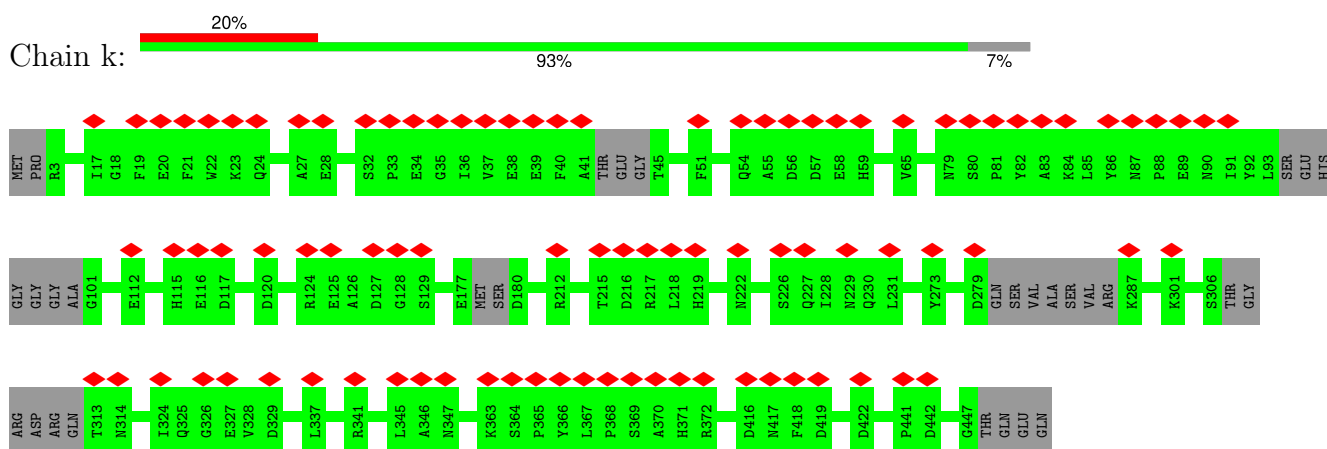 20%
Chain k:
93% 7%
MET PRO R3 I17 G18 F19 E20 F21 W22 K23 Q24 A27 E28 S32 P33 E34 G35 I36 V37 E38 E39 F40 A41 THR GLU GLY T45 F51 Q54 A55 D56 D57 E58 H59 V65 N79 S80 P81 Y82 A83 K84 L85 Y86 N87 P88 E89 N90 I91 Y92 L93 SER GLU HIS
GLY GLY GLY ALA G101 E112 H115 E116 D117 D120 R124 E125 A126 D127 G128 S129 E177 MET SER D180 R212 T215 D216 R217 L218 H219 N222 S226 Q227 I228 N229 Q230 L231 Y273 D279 GLN SER VAL ALA SER VAL ARG K287 K301 S306 THR GLY
ARG ASP ARG GLN T313 N314 I324 Q325 G326 E327 V328 D329 L337 R341 L345 A346 N347 K363 S364 P365 Y366 L367 P368 S369 A370 H371 R372 D416 N417 F418 D419 D422 P441 D442 G447 THR GLN GLU GLN